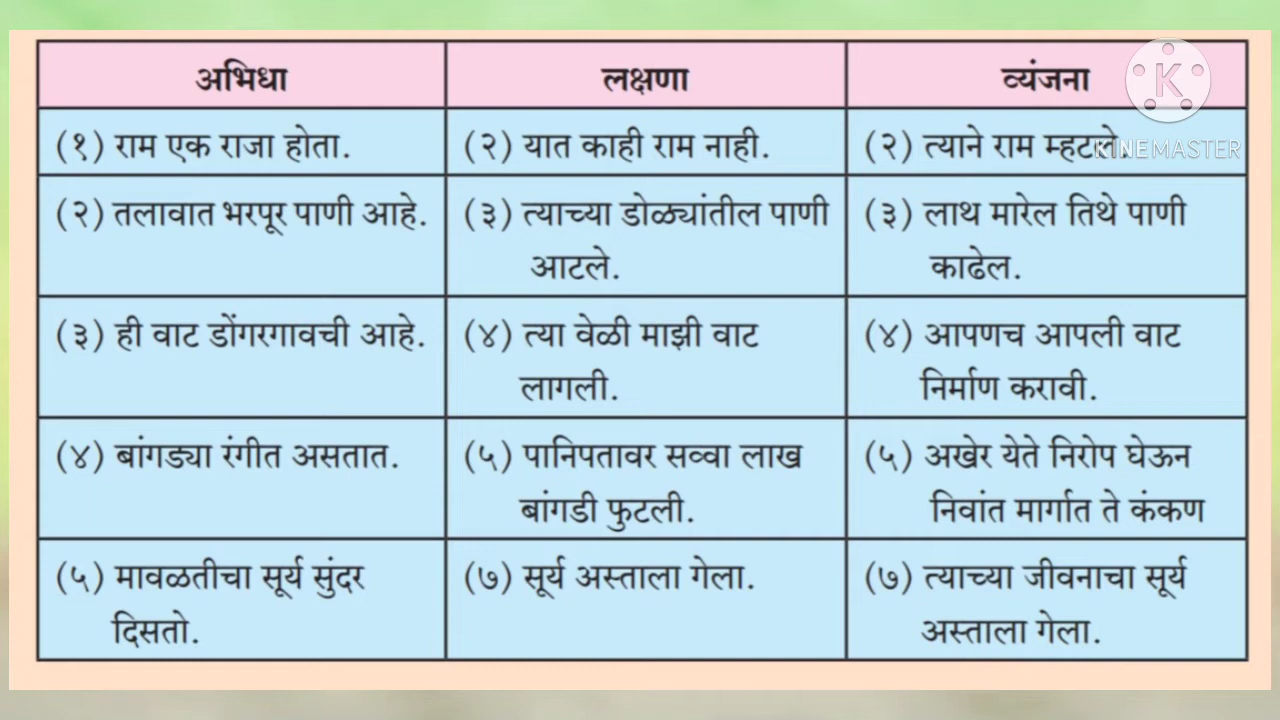 अभिधा
लक्षणा
व्यंजना
(१) राम एक राजा होता.
(२) यात काही राम नाही.
(२) त्याने राम म्हटले.
(२) तलावात भरपूर पाणी आहे.
(३) त्याच्या डोळ्यांतील पाणी
आटले.
(३) लाथ मारेल तिथे पाणी
काढेल.
(३) ही वाट डोंगरगावची आहे.
(४) त्या वेळी माझी वाट
लागली.
(४) आपणच आपली वाट
निर्माण करावी.
(४) बांगड्या रंगीत असतात.
(५) पानिपतावर सव्वा लाख
बांगडी फुटली.
(५) अखेर येते निरोप घेऊन
निवांत मार्गात ते कंकण
(५) मावळतीचा सूर्य सुंदर
दिसतो.
(७) सूर्य अस्ताला गेला.
(७) त्याच्या जीवनाचा सूर्य
अस्ताला गेला.
K
KINEMASTER